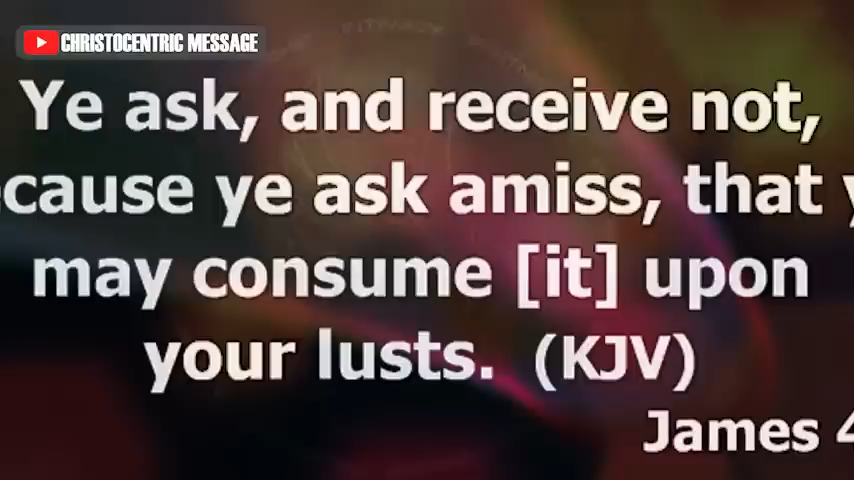 CHRISTOCENTRIC MESSAGE
Ye ask, and receive not,
cause ye ask amiss, that y
may consume [it] upon
your lusts. (KJV)
James 4